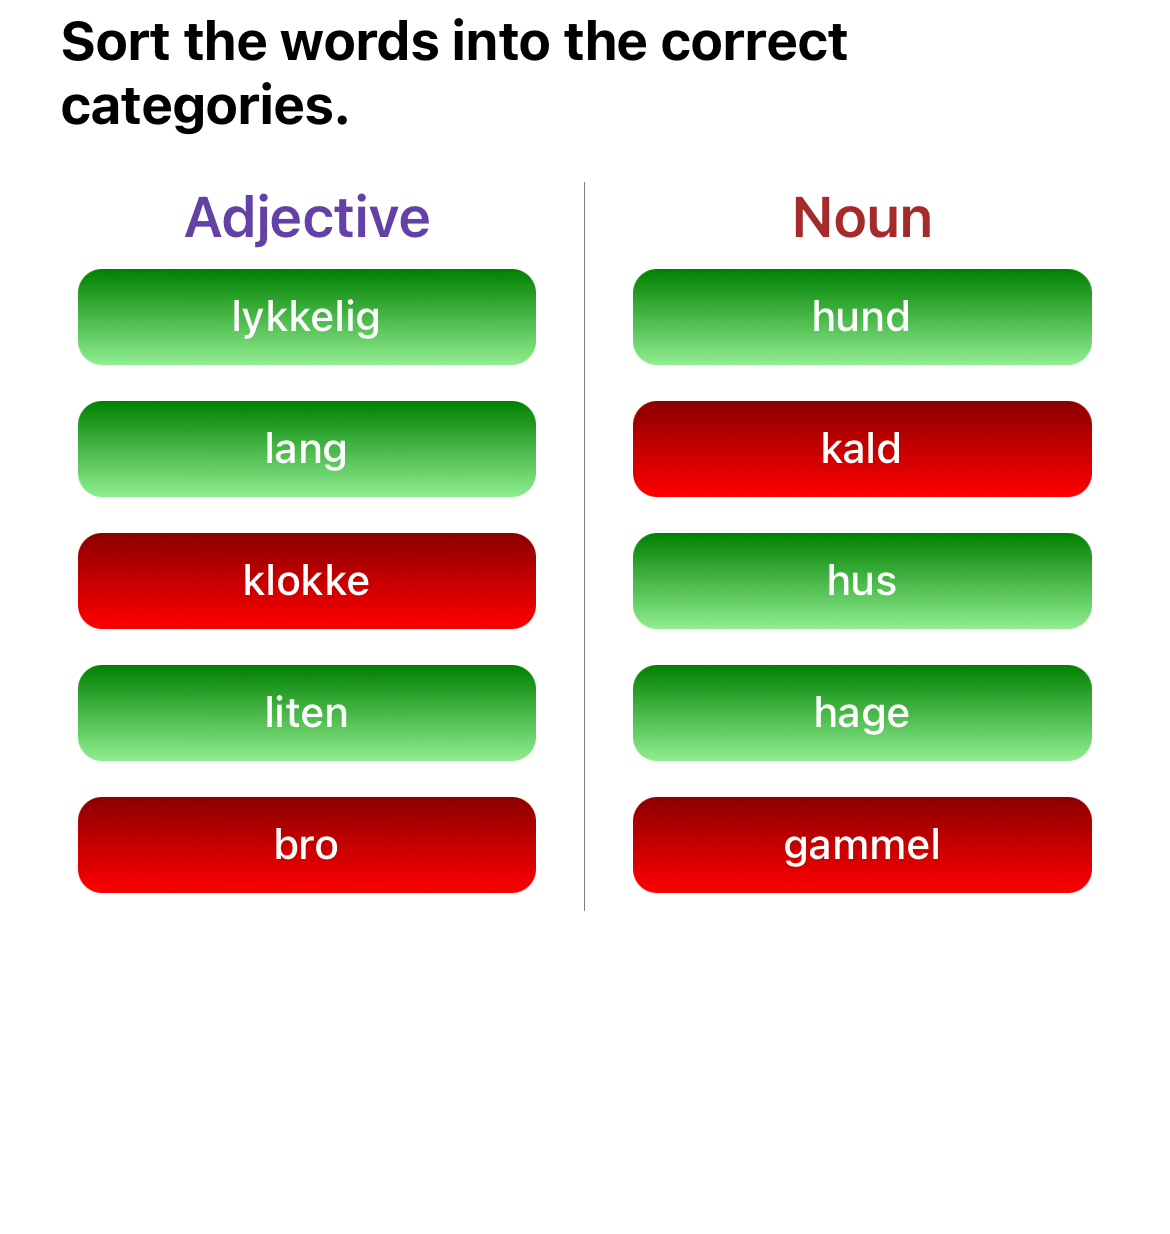 Sort the words into the correct
categories.
Adjective
Noun
lykkelig
hund
lang
kald
klokke
hus
liten
hage
bro
gammel